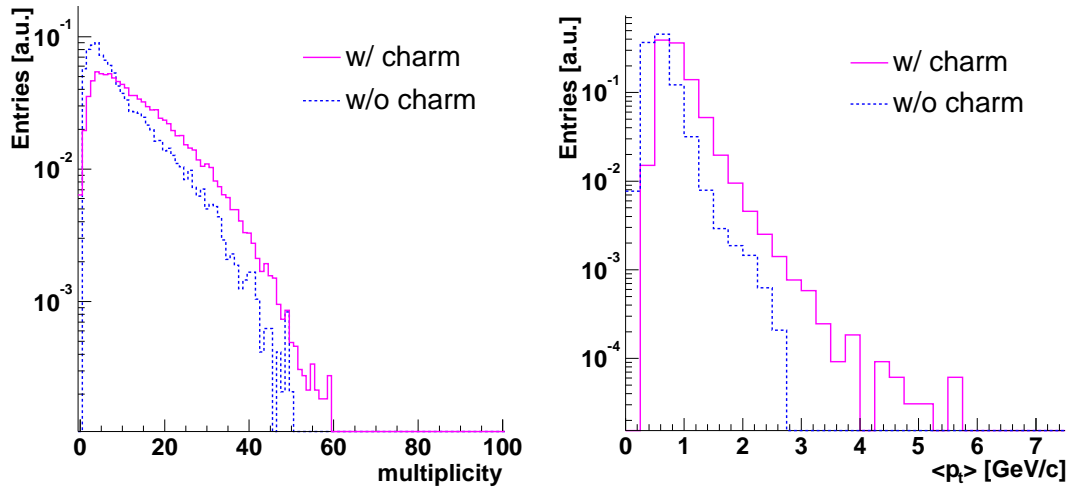 Entries [a.u.]
10⁻¹
10⁻²
10⁻³
w/ charm
w/o charm
0 20 40 60 80 100
multiplicity
Entries [a.u.]
10⁻¹
10⁻²
10⁻³
10⁻⁴
w/ charm
w/o charm
0 1 2 3 4 5 6 7
<pₜ> [GeV/c]